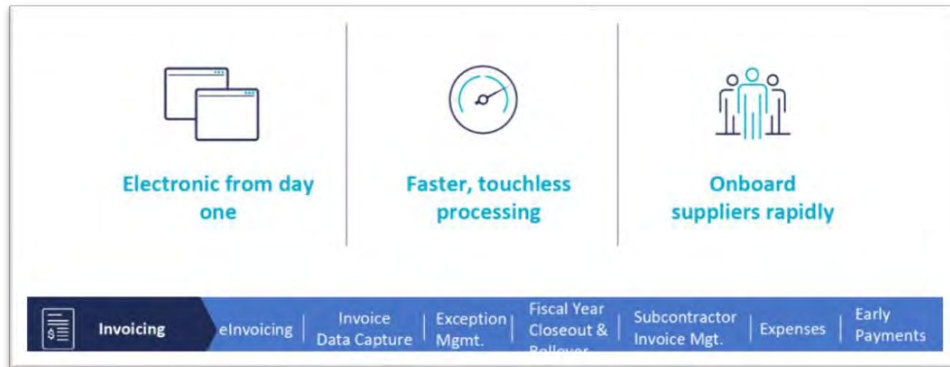 Electronic from day
one
Faster, touchless
processing
Onboard
suppliers rapidly
Invoicing
eInvoicing
Invoice
Data Capture
Exception
Mgmt.
Fiscal Year
Closeout &
Rollover
Subcontractor
Invoice Mgt.
Expenses
Early
Payments